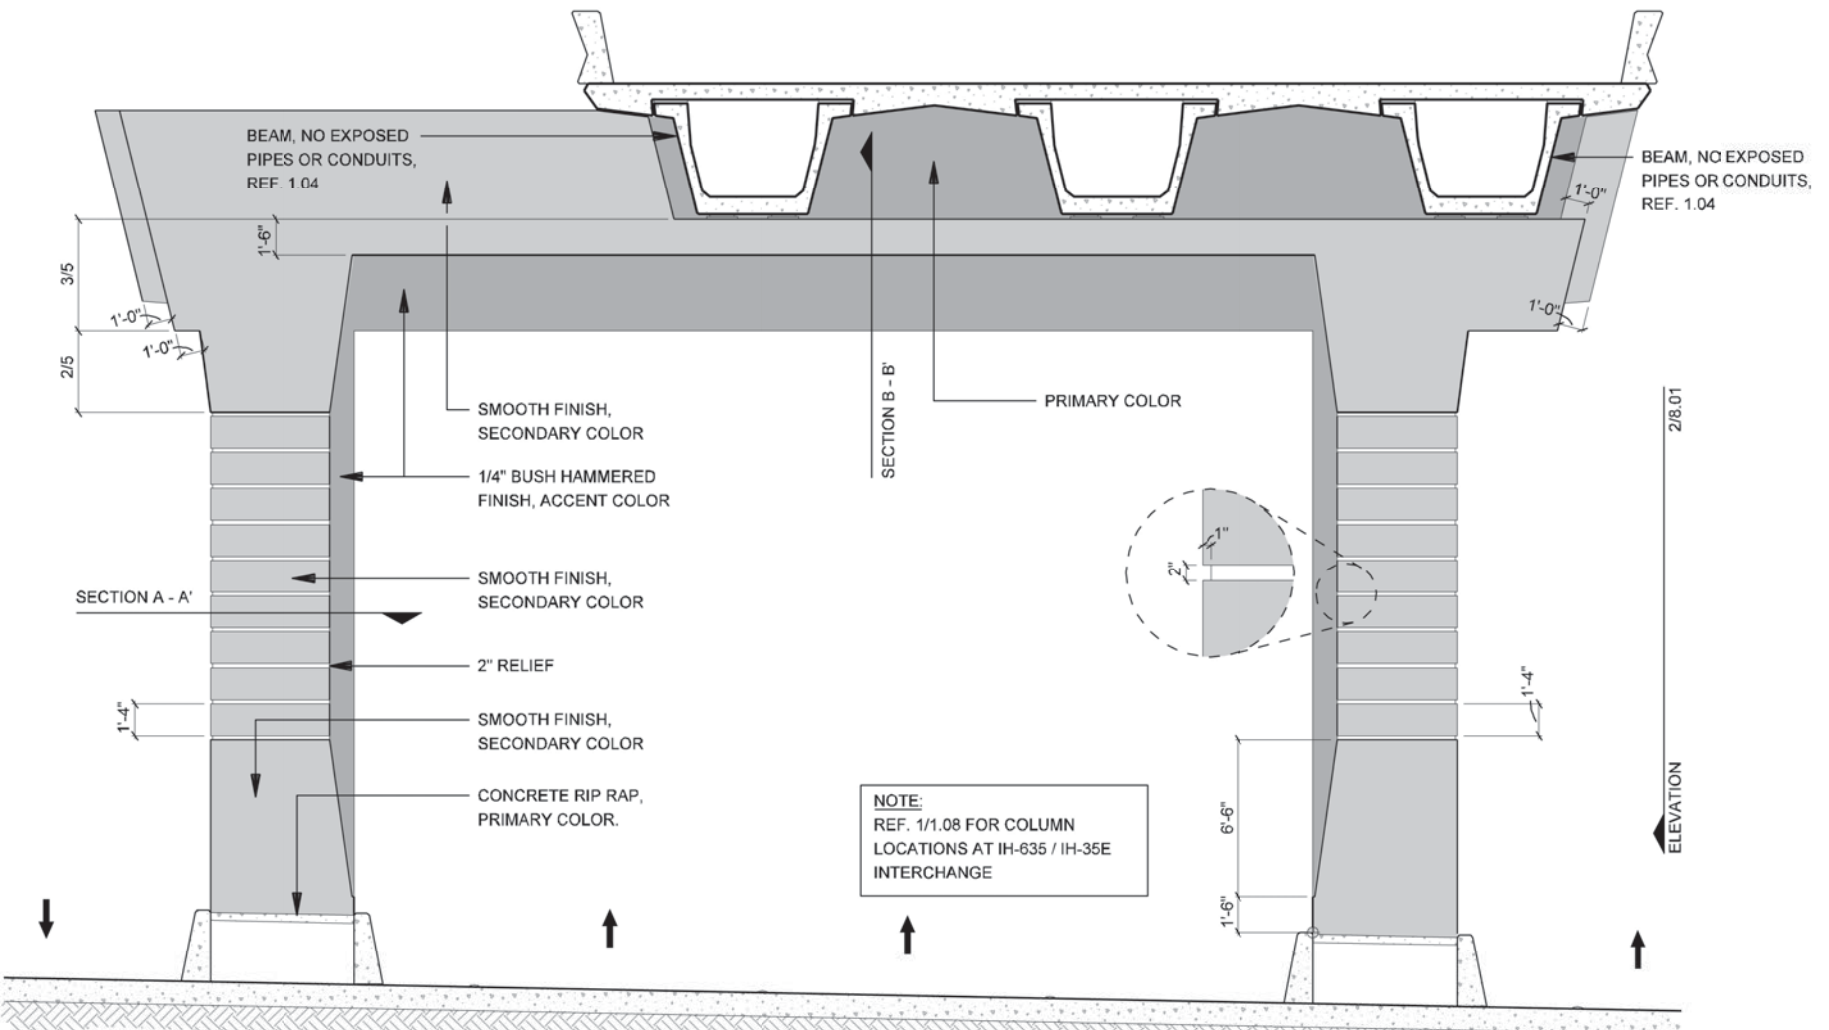 BEAM, NO EXPOSED
PIPES OR CONDUITS,
REF. 1.04
BEAM, NO EXPOSED
PIPES OR CONDUITS,
REF. 1.04
1'-0"
1'-6"
3/5
1'-0"
1'-0"
1'-0"
2/5
SMOOTH FINISH,
SECONDARY COLOR
SECTION B - B'
PRIMARY COLOR
2/8.01
1/4" BUSH HAMMERED
FINISH, ACCENT COLOR
1"
2"
SMOOTH FINISH,
SECONDARY COLOR
SECTION A - A'
2" RELIEF
1'-4"
1'-4"
SMOOTH FINISH,
SECONDARY COLOR
CONCRETE RIP RAP,
PRIMARY COLOR.
NOTE:
REF. 1/1.08 FOR COLUMN
LOCATIONS AT IH-635 / IH-35E
INTERCHANGE
6'-6"
ELEVATION
1'-6"